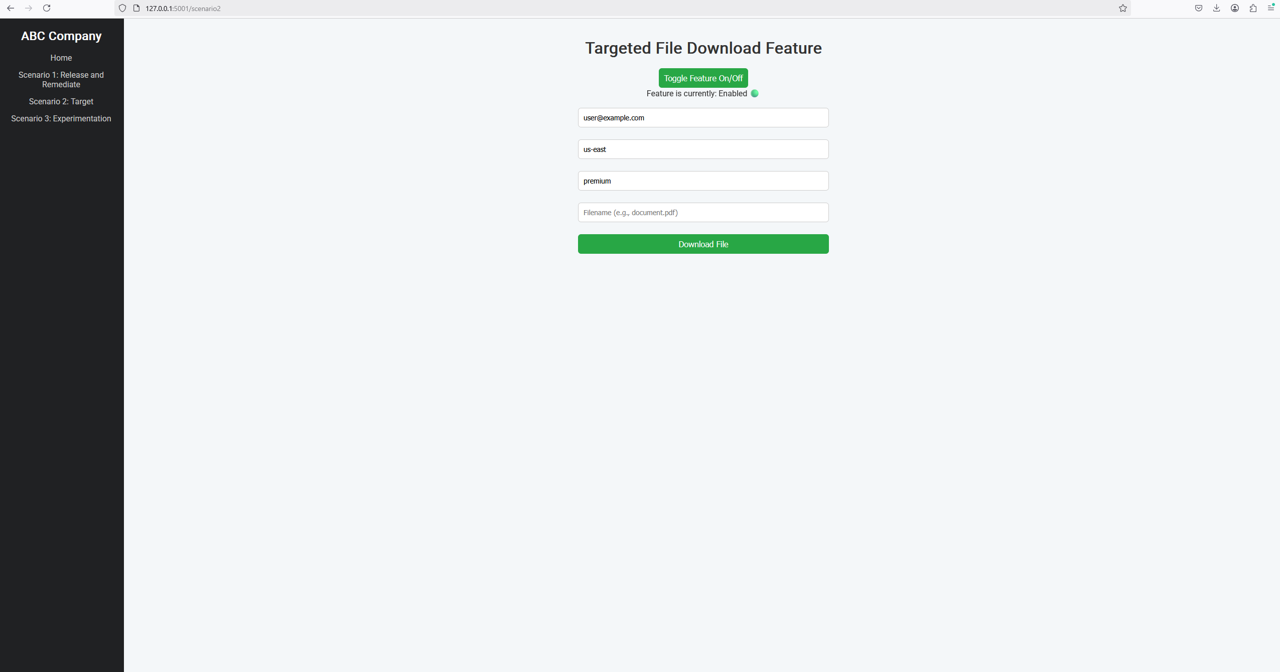 127.0.0.1:5001/scenario2
ABC Company
Home
Scenario 1: Release and
Remediate
Scenario 2: Target
Scenario 3: Experimentation
Targeted File Download Feature
Toggle Feature On/Off
Feature is currently: Enabled
user@example.com
us-east
premium
Filename (e.g., document.pdf)
Download File